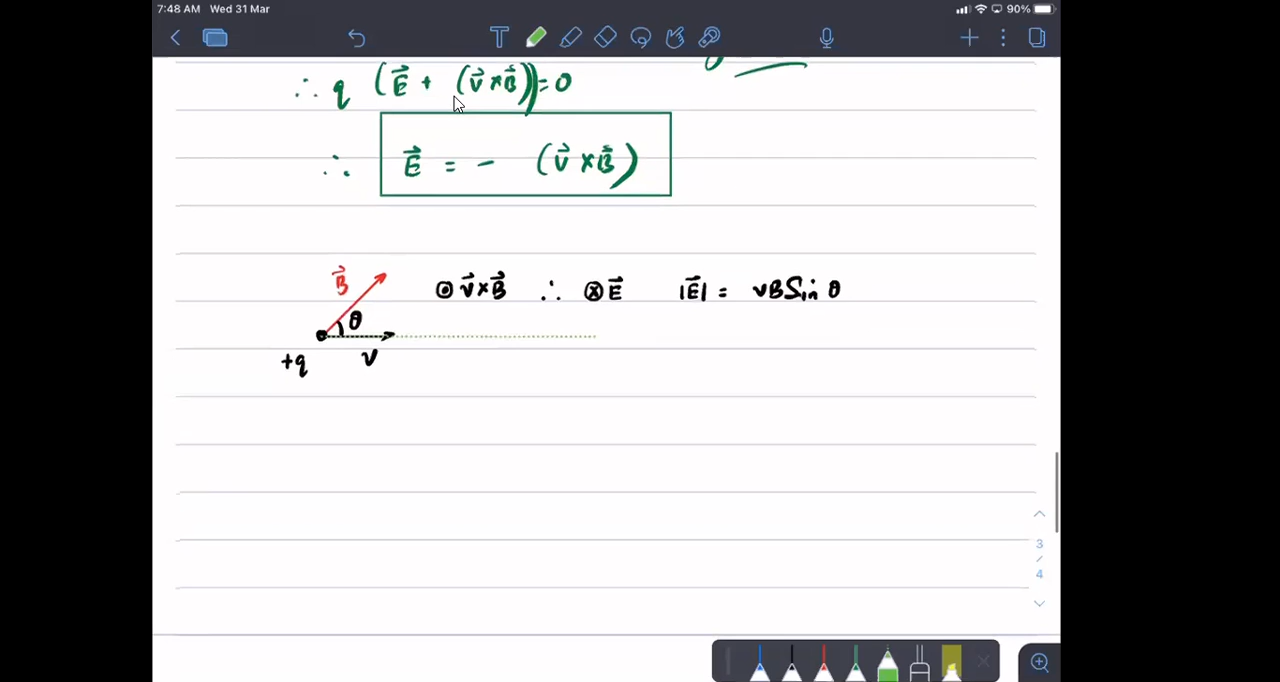 7:48 AM Wed 31 Mar 90%
∴ q (E⃗ + (v⃗ × B⃗)) = 0
∴ E⃗ = - (v⃗ × B⃗)
B⃗ θ +q v
⊙ v⃗ × B⃗ ∴ ⊗ E⃗ |E⃗| = vB Sin θ
3 / 4